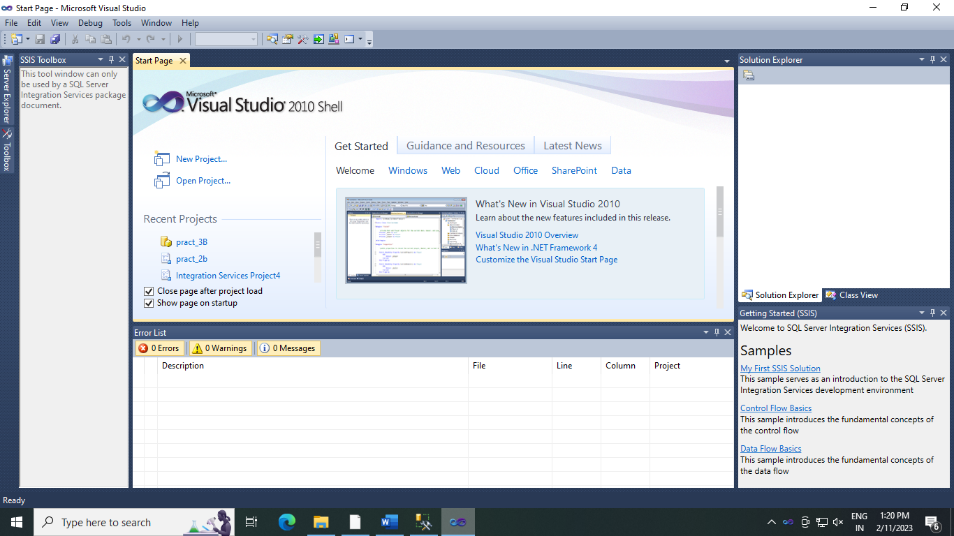 Start Page - Microsoft Visual Studio
File Edit View Debug Tools Window Help
Server Explorer
Toolbox
SSIS Toolbox
This tool window can only
be used by a SQL Server
Integration Services package
document.
Start Page
Microsoft®
Visual Studio® 2010 Shell
New Project...
Open Project...
Recent Projects
pract_3B
pract_2b
Integration Services Project4
Close page after project load
Show page on startup
Get Started Guidance and Resources Latest News
Welcome Windows Web Cloud Office SharePoint Data
What's New in Visual Studio 2010
Learn about the new features included in this release.
Visual Studio 2010 Overview
What's New in .NET Framework 4
Customize the Visual Studio Start Page
Error List
0 Errors 0 Warnings 0 Messages
Description File Line Column Project
Solution Explorer
Solution Explorer Class View
Getting Started (SSIS)
Welcome to SQL Server Integration Services (SSIS).
Samples
My First SSIS Solution
This sample serves as an introduction to the SQL Server
Integration Services development environment
Control Flow Basics
This sample introduces the fundamental concepts of
the control flow
Data Flow Basics
This sample introduces the fundamental concepts of
the data flow
Ready
Type here to search
ENG
IN
1:20 PM
2/11/2023
6